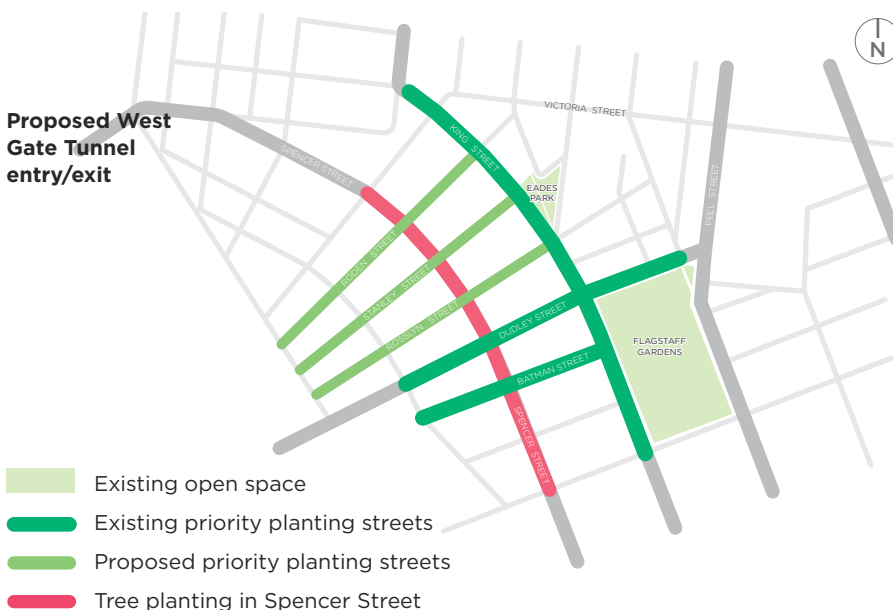 N
VICTORIA STREET
Proposed West
Gate Tunnel
entry/exit
KING STREET
SPENCER STREET
EADES
PARK
PEEL STREET
RODEN STREET
STANLEY STREET
ROSSLYN STREET
DUDLEY STREET
FLAGSTAFF
GARDENS
BATMAN STREET
SPENCER STREET
Existing open space
Existing priority planting streets
Proposed priority planting streets
Tree planting in Spencer Street